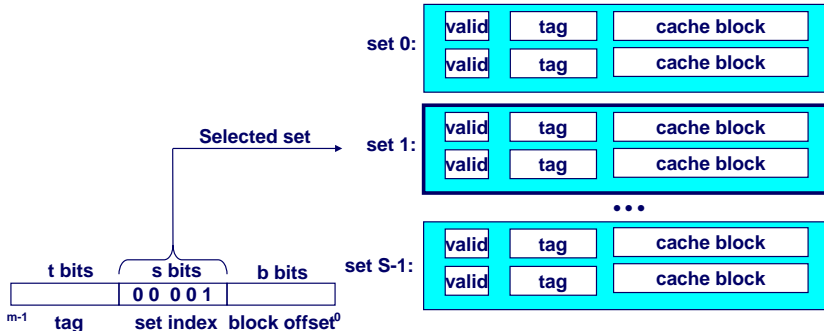 set 0:
valid tag cache block
valid tag cache block
Selected set
set 1:
valid tag cache block
valid tag cache block
...
set S-1:
valid tag cache block
valid tag cache block
t bits s bits b bits
0 0 0 0 1
m-1 tag set index block offset 0